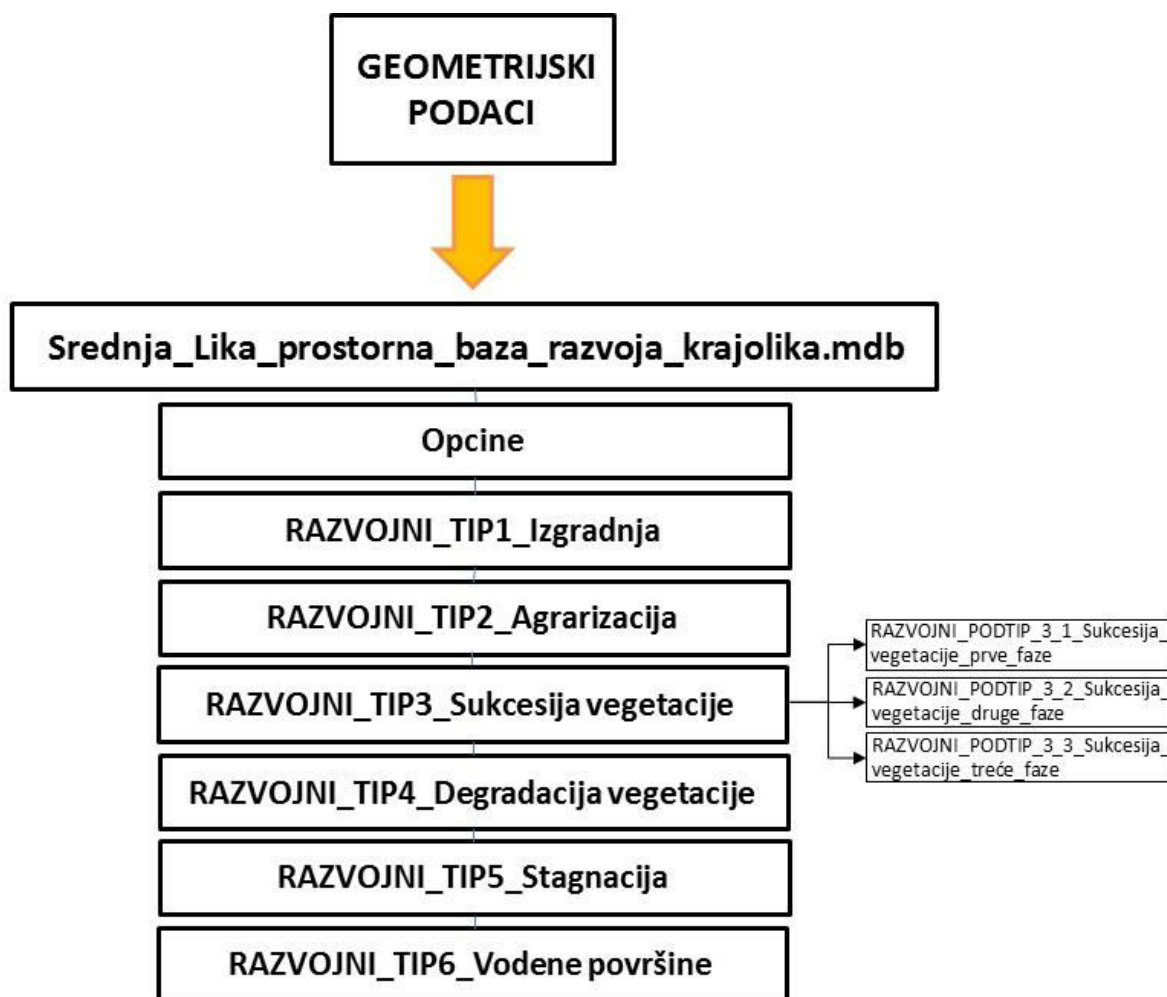 GEOMETRIJSKI
PODACI
Srednja_Lika_prostorna_baza_razvoja_krajolika.mdb
Opcine
RAZVOJNI_TIP1_Izgradnja
RAZVOJNI_TIP2_Agrarizacija
RAZVOJNI_TIP3_Sukcesija vegetacije
RAZVOJNI_PODTIP_3_1_Sukcesija_
vegetacije_prve_faze
RAZVOJNI_PODTIP_3_2_Sukcesija_
vegetacije_druge_faze
RAZVOJNI_PODTIP_3_3_Sukcesija_
vegetacije_treće_faze
RAZVOJNI_TIP4_Degradacija vegetacije
RAZVOJNI_TIP5_Stagnacija
RAZVOJNI_TIP6_Vodene površine